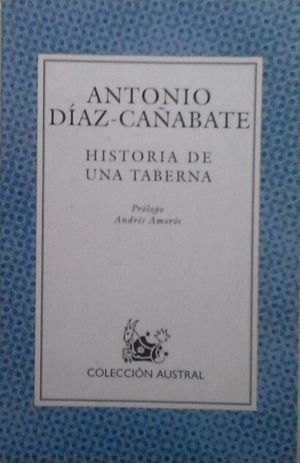 ANTONIO
DÍAZ-CAÑABATE
HISTORIA DE
UNA TABERNA
Prólogo
Andrés Amorós
COLECCIÓN AUSTRAL